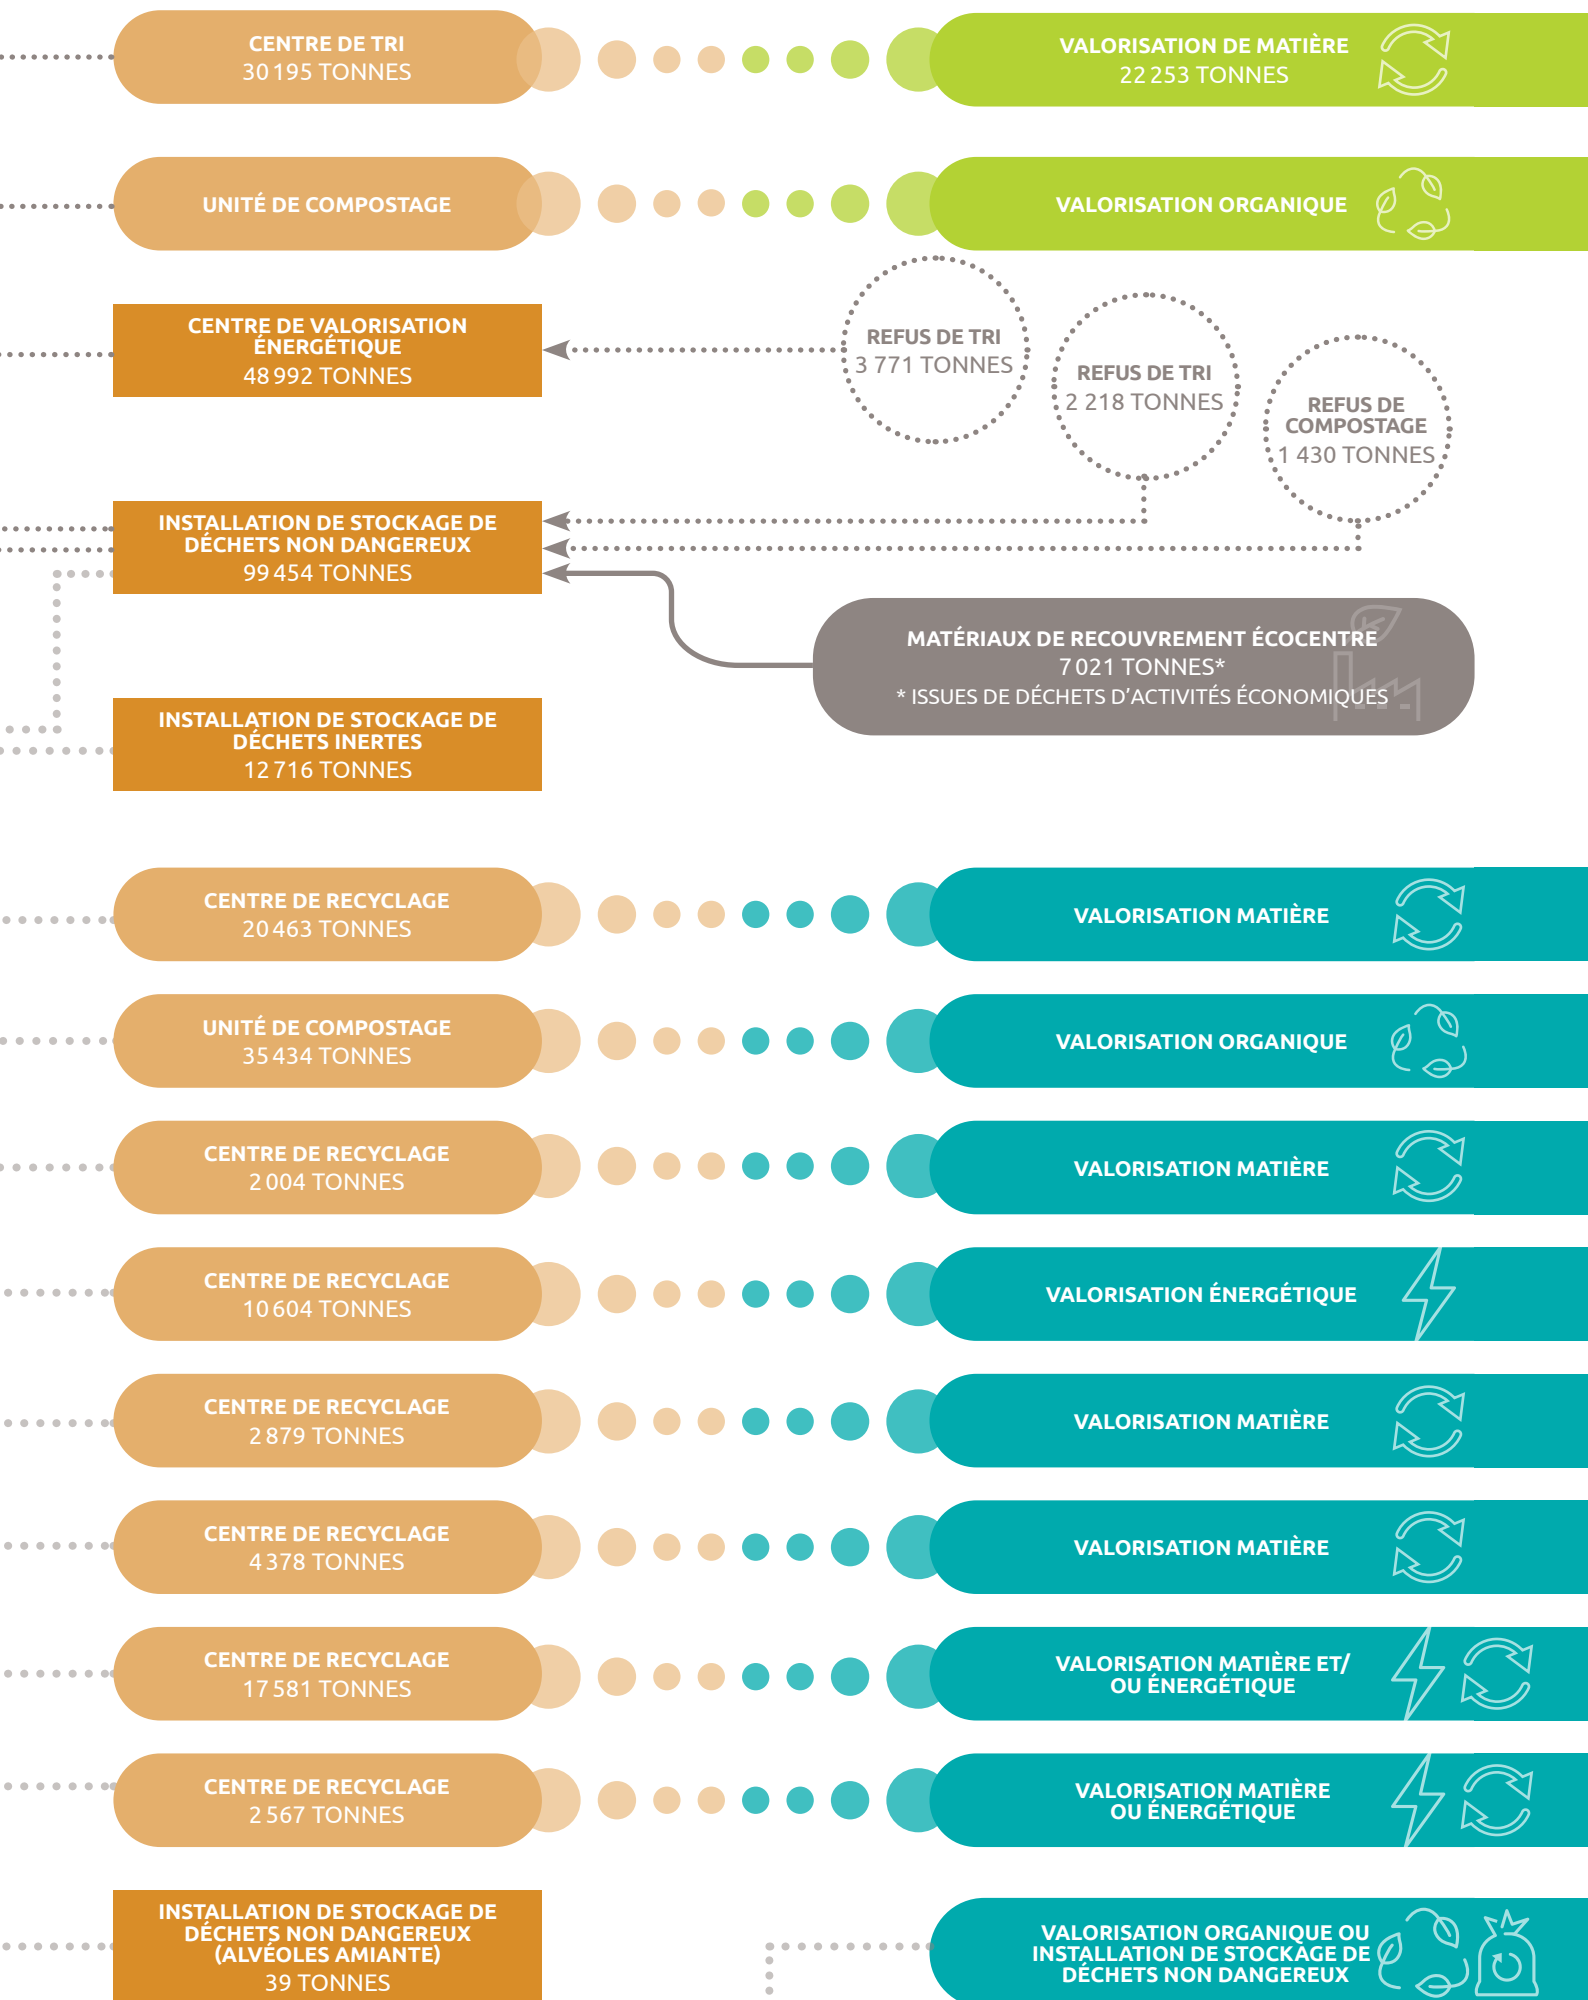 CENTRE DE TRI
30 195 TONNES
VALORISATION DE MATIÈRE
22 253 TONNES
UNITÉ DE COMPOSTAGE
VALORISATION ORGANIQUE
CENTRE DE VALORISATION
ÉNERGÉTIQUE
48 992 TONNES
REFUS DE TRI
3 771 TONNES
REFUS DE TRI
2 218 TONNES
REFUS DE
COMPOSTAGE
1 430 TONNES
INSTALLATION DE STOCKAGE DE
DÉCHETS NON DANGEREUX
99 454 TONNES
MATÉRIAUX DE RECOUVREMENT ÉCOCENTRE
7 021 TONNES*
* ISSUES DE DÉCHETS D'ACTIVITÉS ÉCONOMIQUES
INSTALLATION DE STOCKAGE DE
DÉCHETS INERTES
12 716 TONNES
CENTRE DE RECYCLAGE
20 463 TONNES
VALORISATION MATIÈRE
UNITÉ DE COMPOSTAGE
35 434 TONNES
VALORISATION ORGANIQUE
CENTRE DE RECYCLAGE
2 004 TONNES
VALORISATION MATIÈRE
CENTRE DE RECYCLAGE
10 604 TONNES
VALORISATION ÉNERGÉTIQUE
CENTRE DE RECYCLAGE
2 879 TONNES
VALORISATION MATIÈRE
CENTRE DE RECYCLAGE
4 378 TONNES
VALORISATION MATIÈRE
CENTRE DE RECYCLAGE
17 581 TONNES
VALORISATION MATIÈRE ET/
OU ÉNERGÉTIQUE
CENTRE DE RECYCLAGE
2 567 TONNES
VALORISATION MATIÈRE
OU ÉNERGÉTIQUE
INSTALLATION DE STOCKAGE DE
DÉCHETS NON DANGEREUX
(ALVÉOLES AMIANTE)
39 TONNES
VALORISATION ORGANIQUE OU
INSTALLATION DE STOCKAGE DE
DÉCHETS NON DANGEREUX